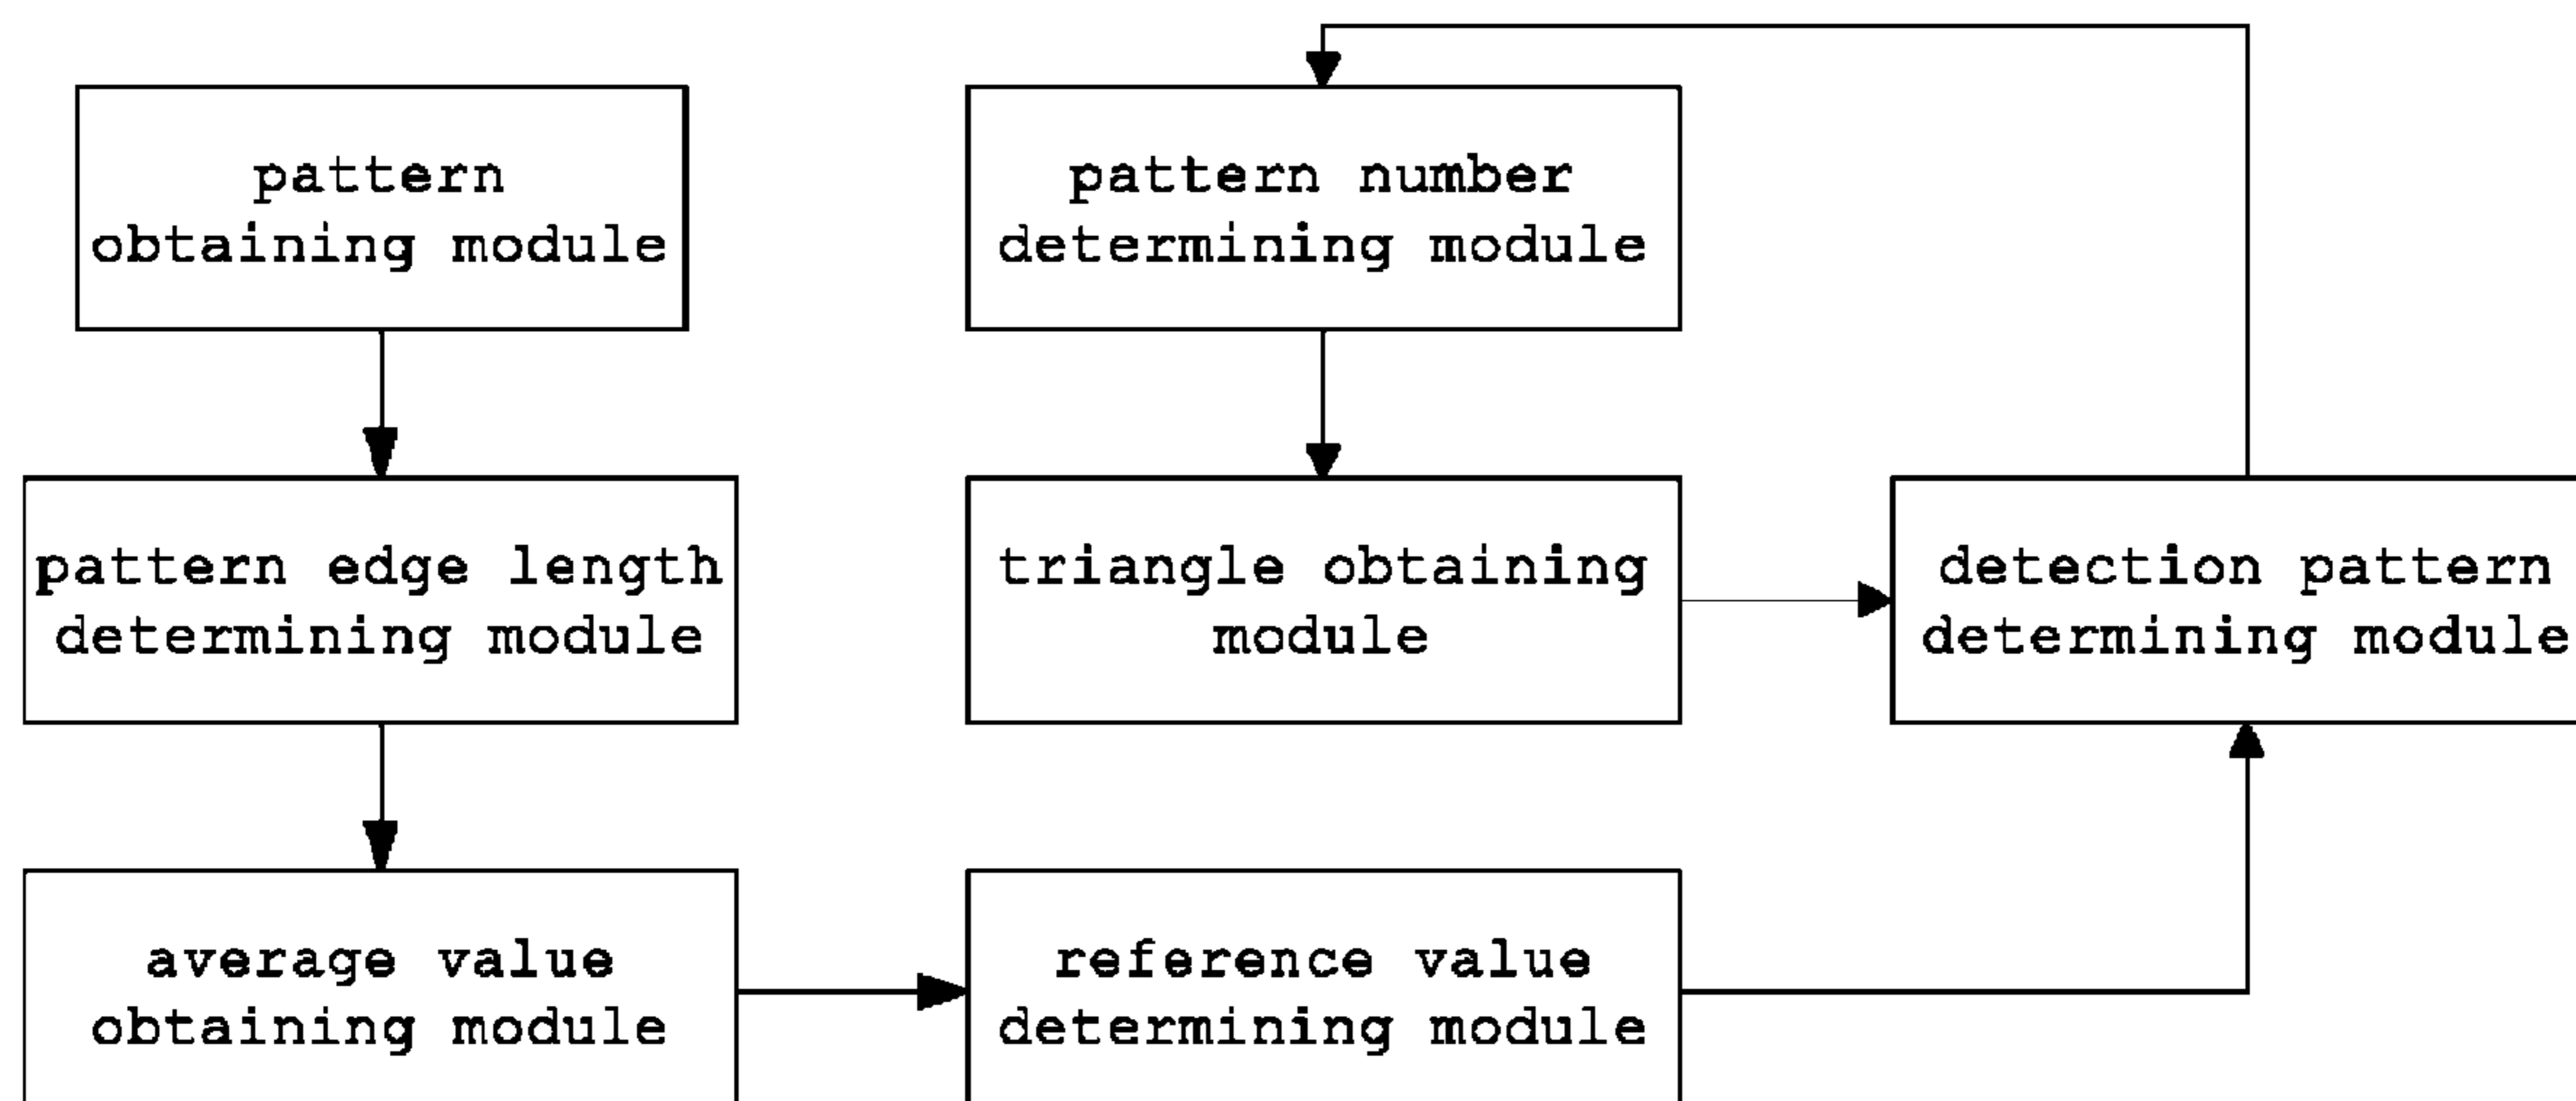 pattern
obtaining module
pattern number
determining module
pattern edge length
determining module
triangle obtaining
module
detection pattern
determining module
average value
obtaining module
reference value
determining module